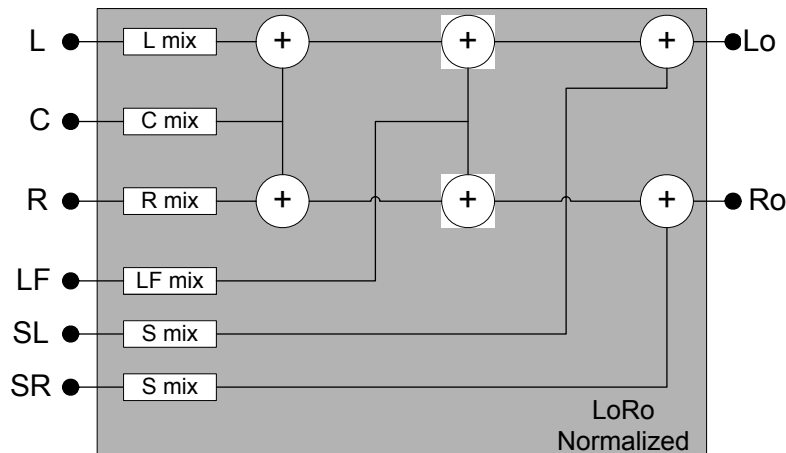 L
L mix
+
+
+
Lo
C
C mix
R
R mix
+
+
+
Ro
LF
LF mix
SL
S mix
SR
S mix
LoRo
Normalized